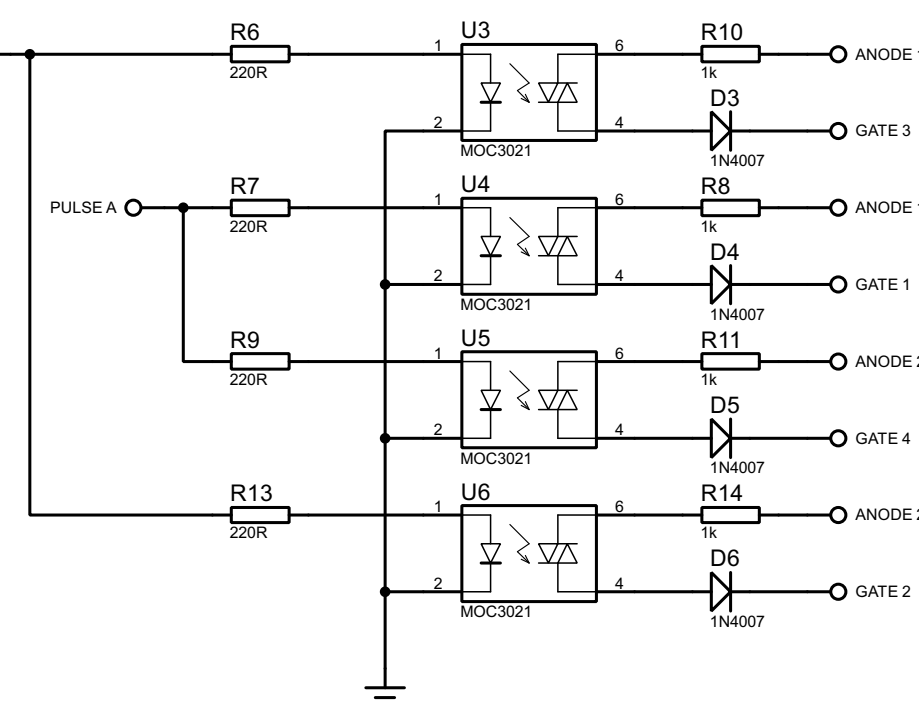 R6
220R
1
2
U3
MOC3021
6
4
R10
1k
ANODE
D3
1N4007
GATE 3
PULSE A
R7
220R
1
2
U4
MOC3021
6
4
R8
1k
ANODE
D4
1N4007
GATE 1
R9
220R
1
2
U5
MOC3021
6
4
R11
1k
ANODE
D5
1N4007
GATE 4
R13
220R
1
2
U6
MOC3021
6
4
R14
1k
ANODE
D6
1N4007
GATE 2